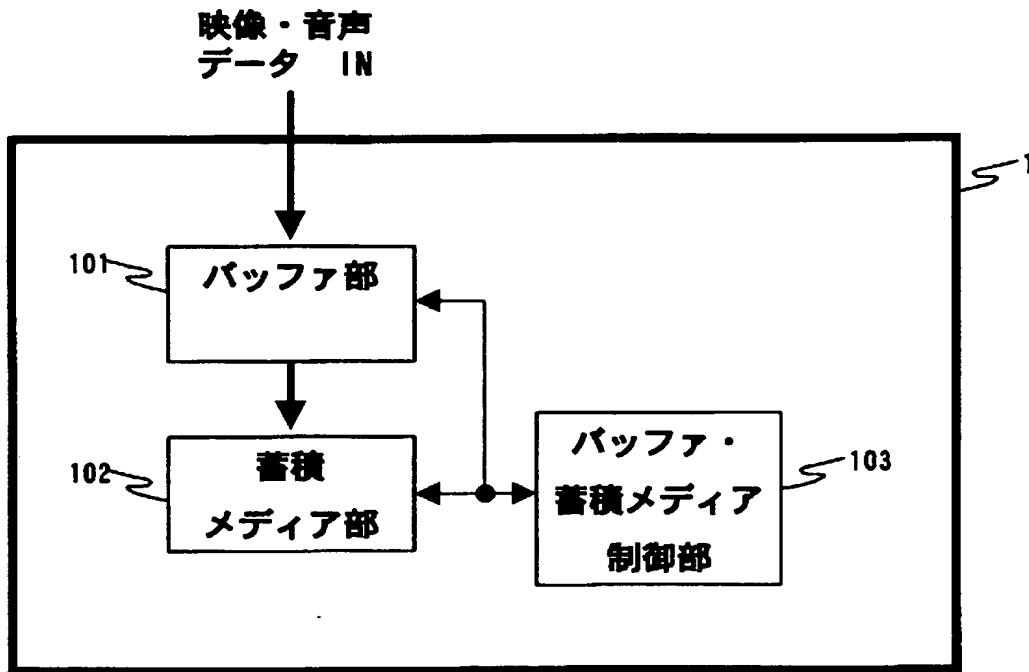 映像・音声
データ IN
1
101
バッファ部
102
蓄積
メディア部
バッファ・
蓄積メディア
制御部
103